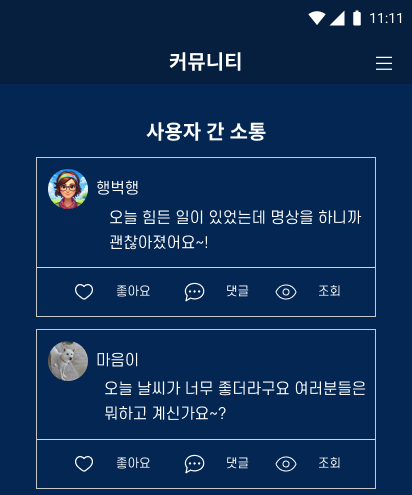 11:11
커뮤니티
사용자 간 소통
행벅행
오늘 힘든 일이 있었는데 명상을 하니까
괜찮아졌어요~!
좋아요 댓글 조회
마음이
오늘 날씨가 너무 좋더라구요 여러분들은
뭐하고 계신가요~?
좋아요 댓글 조회